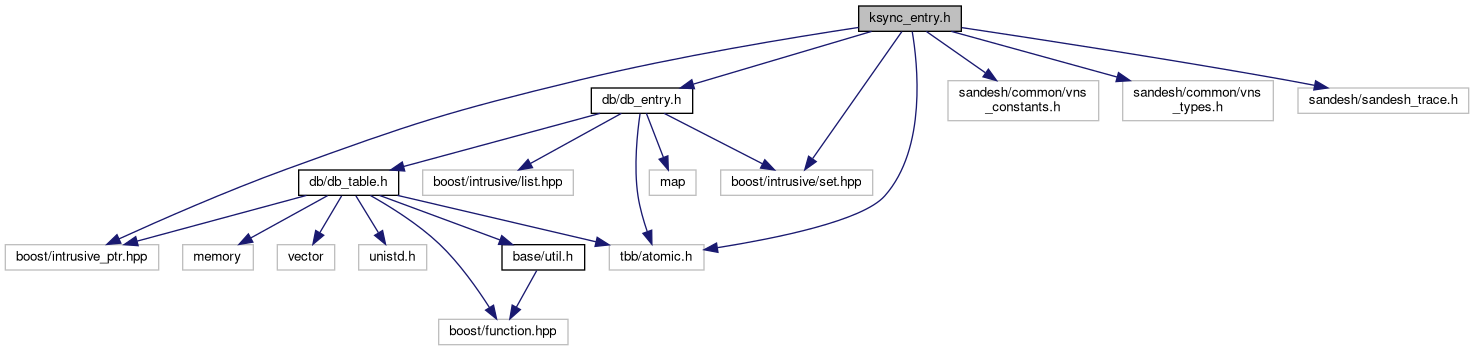 ksync_entry.h
db/db_entry.h
sandesh/common/vns
_constants.h
sandesh/common/vns
_types.h
sandesh/sandesh_trace.h
db/db_table.h
boost/intrusive/list.hpp
map
boost/intrusive/set.hpp
boost/intrusive_ptr.hpp
memory
vector
unistd.h
base/util.h
tbb/atomic.h
boost/function.hpp